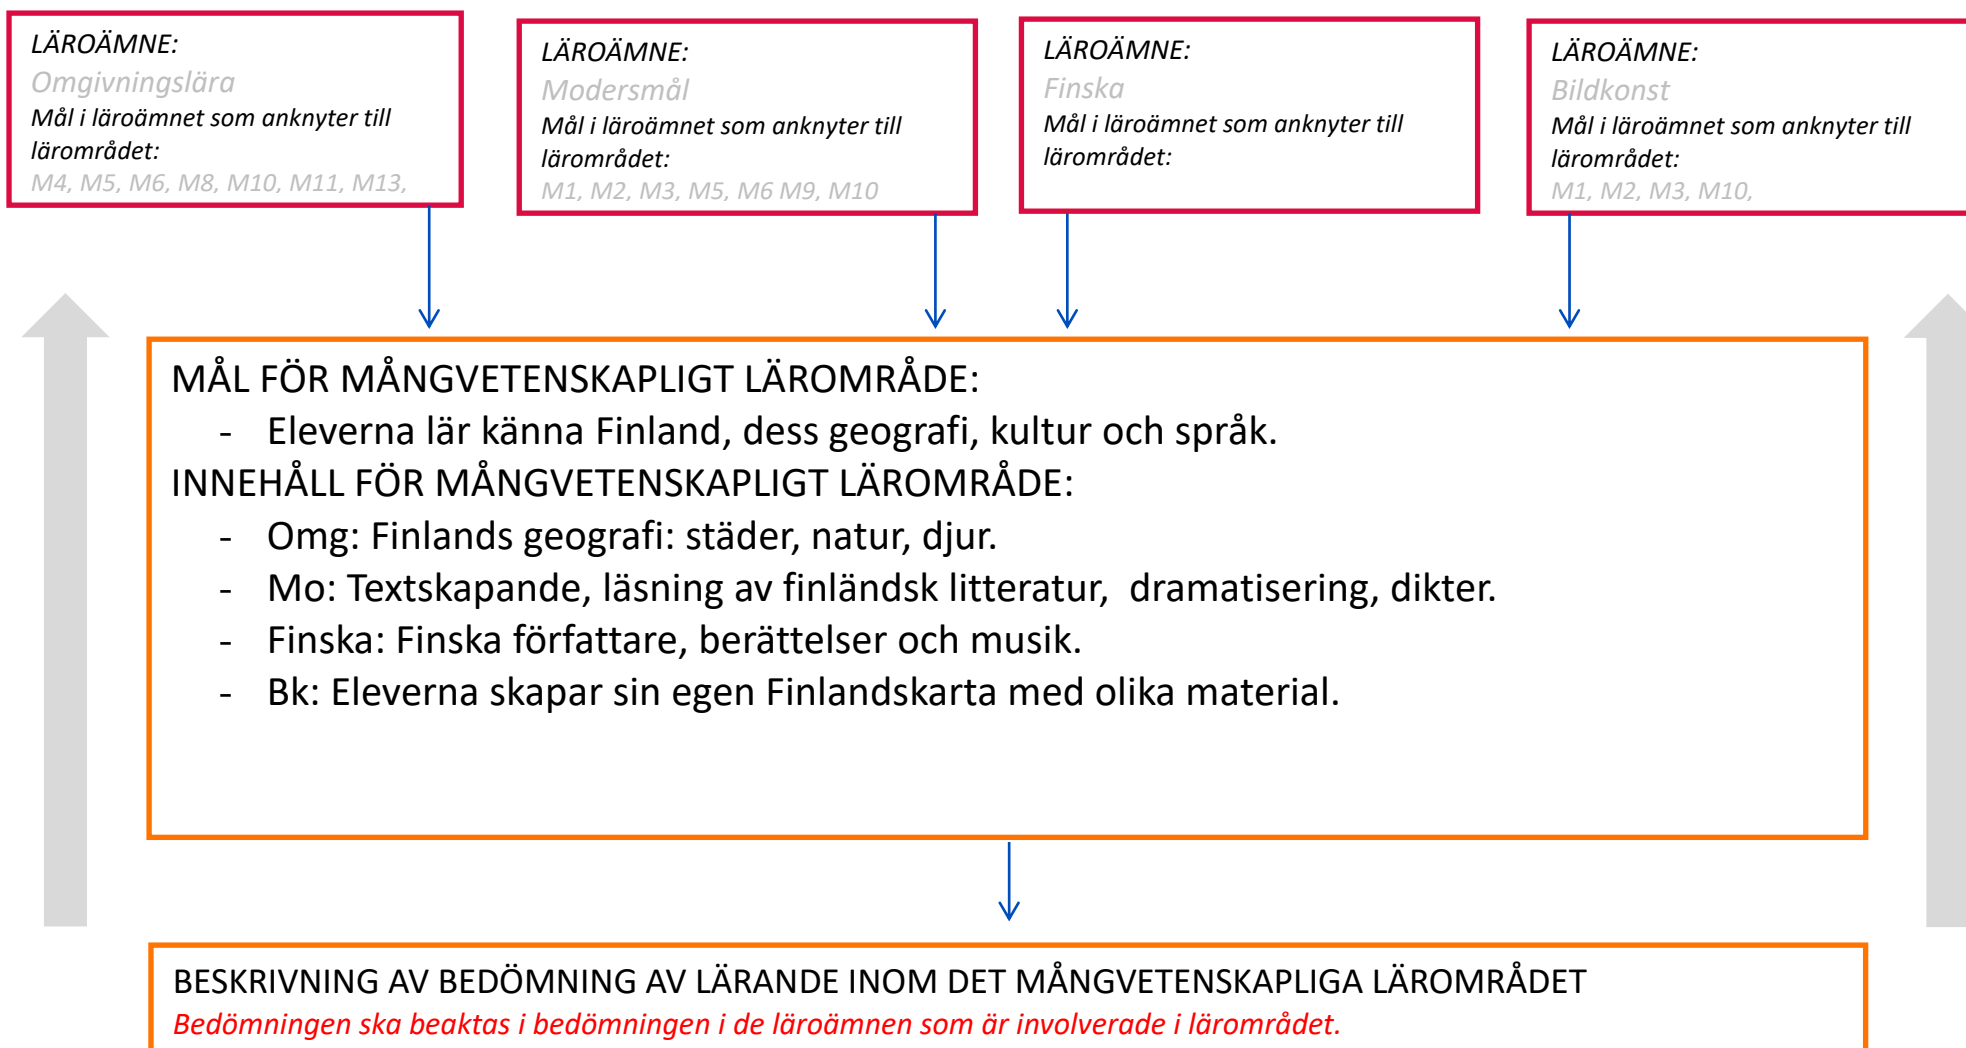 LÄROÄMNE:
Omgivningslära
Mål i läroämnet som anknyter till
lärområdet:
M4, M5, M6, M8, M10, M11, M13,
LÄROÄMNE:
Modersmål
Mål i läroämnet som anknyter till
lärområdet:
M1, M2, M3, M5, M6 M9, M10
LÄROÄMNE:
Finska
Mål i läroämnet som anknyter till
lärområdet:
LÄROÄMNE:
Bildkonst
Mål i läroämnet som anknyter till
lärområdet:
M1, M2, M3, M10,
MÅL FÖR MÅNGVETENSKAPLIGT LÄROMRÅDE:
- Eleverna lär känna Finland, dess geografi, kultur och språk.
INNEHÅLL FÖR MÅNGVETENSKAPLIGT LÄROMRÅDE:
- Omg: Finlands geografi: städer, natur, djur.
- Mo: Textskapande, läsning av finländsk litteratur, dramatisering, dikter.
- Finska: Finska författare, berättelser och musik.
- Bk: Eleverna skapar sin egen Finlandskarta med olika material.
BESKRIVNING AV BEDÖMNING AV LÄRANDE INOM DET MÅNGVETENSKAPLIGA LÄROMRÅDET
Bedömningen ska beaktas i bedömningen i de läroämnen som är involverade i lärområdet.